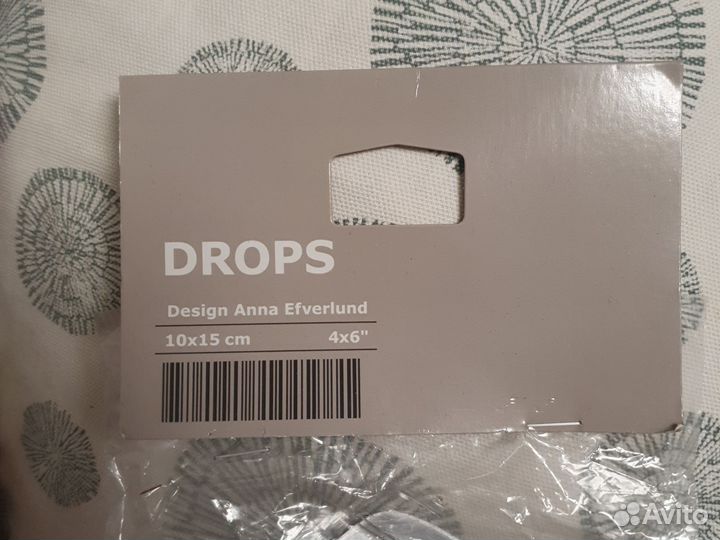 DROPS
Design Anna Efverlund
10x15 cm 4x6"
Avito